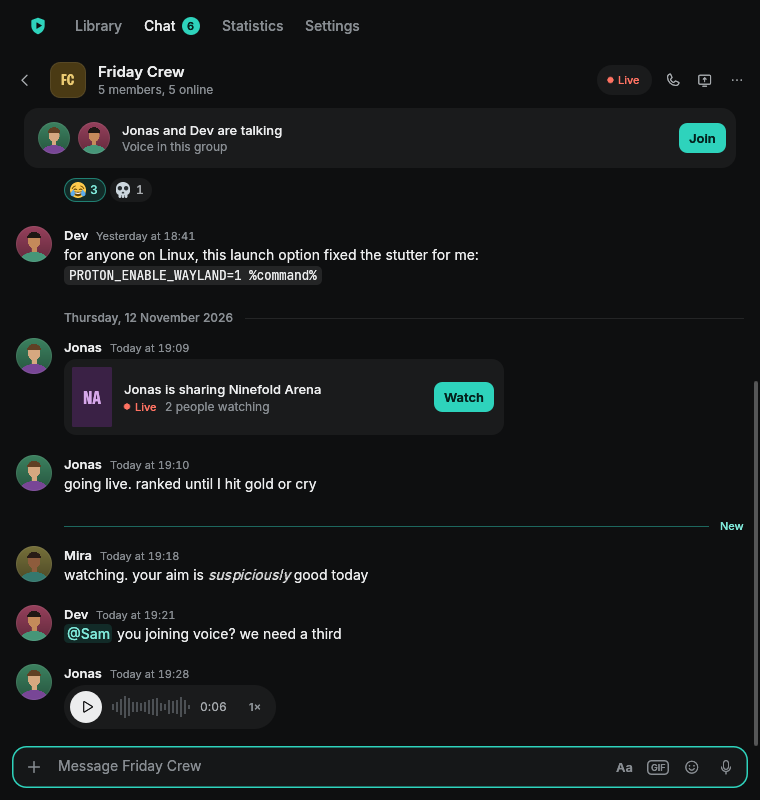 Library Chat 6 Statistics Settings
FC Friday Crew
5 members, 5 online
Live
Jonas and Dev are talking
Voice in this group
Join
3 1
Dev Yesterday at 18:41
for anyone on Linux, this launch option fixed the stutter for me:
PROTON_ENABLE_WAYLAND=1 %command%
Thursday, 12 November 2026
Jonas Today at 19:09
NA
Jonas is sharing Ninefold Arena
Live 2 people watching
Watch
Jonas Today at 19:10
going live. ranked until I hit gold or cry
New
Mira Today at 19:18
watching. your aim is suspiciously good today
Dev Today at 19:21
@Sam you joining voice? we need a third
Jonas Today at 19:28
0:06 1×
Message Friday Crew Aa GIF